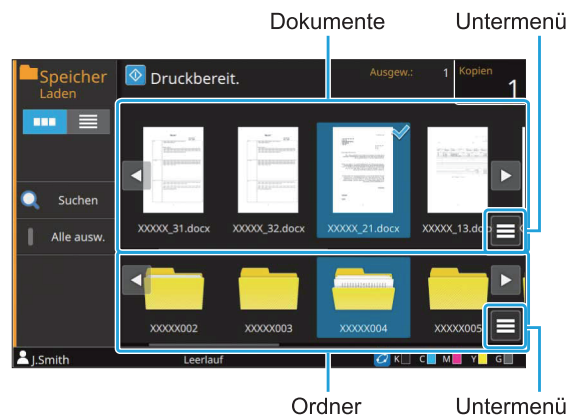 Dokumente
Untermenü
Speicher
Laden
Druckbereit.
Ausgew.: 1
Kopien
1
Suchen
Alle ausw.
XXXXX_31.docx
XXXXX_32.docx
XXXXX_21.docx
XXXXX_13.do
XXXXX002
XXXXX003
XXXXX004
XXXXX005
J.Smith
Leerlauf
K C M Y G
Ordner
Untermenü